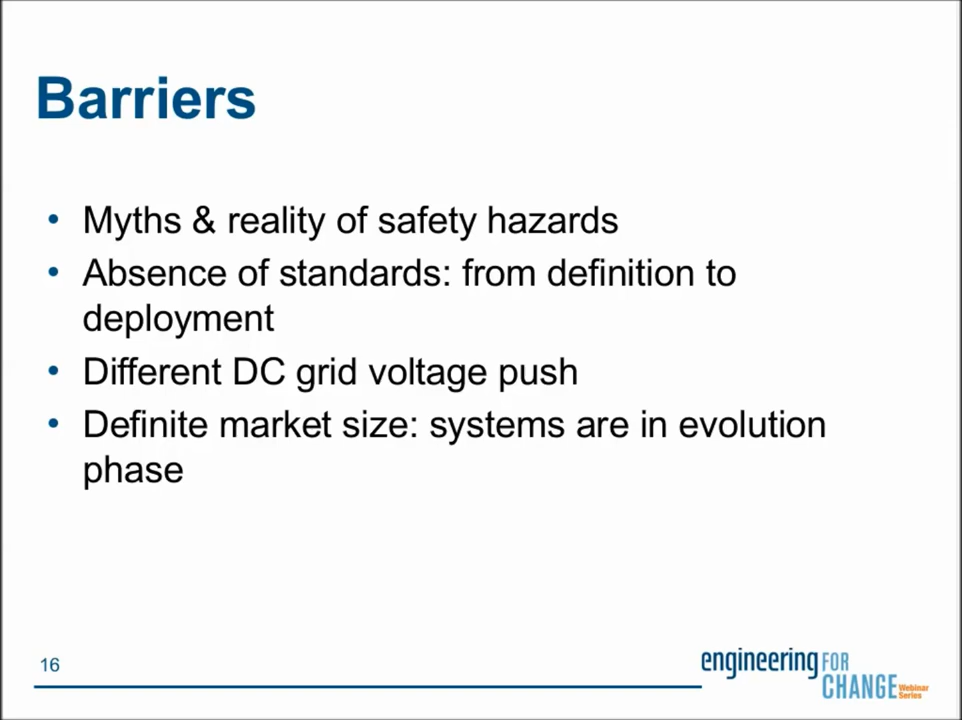 Barriers
• Myths & reality of safety hazards
• Absence of standards: from definition to
deployment
• Different DC grid voltage push
• Definite market size: systems are in evolution
phase
16
engineering FOR
CHANGE Webinar
Series